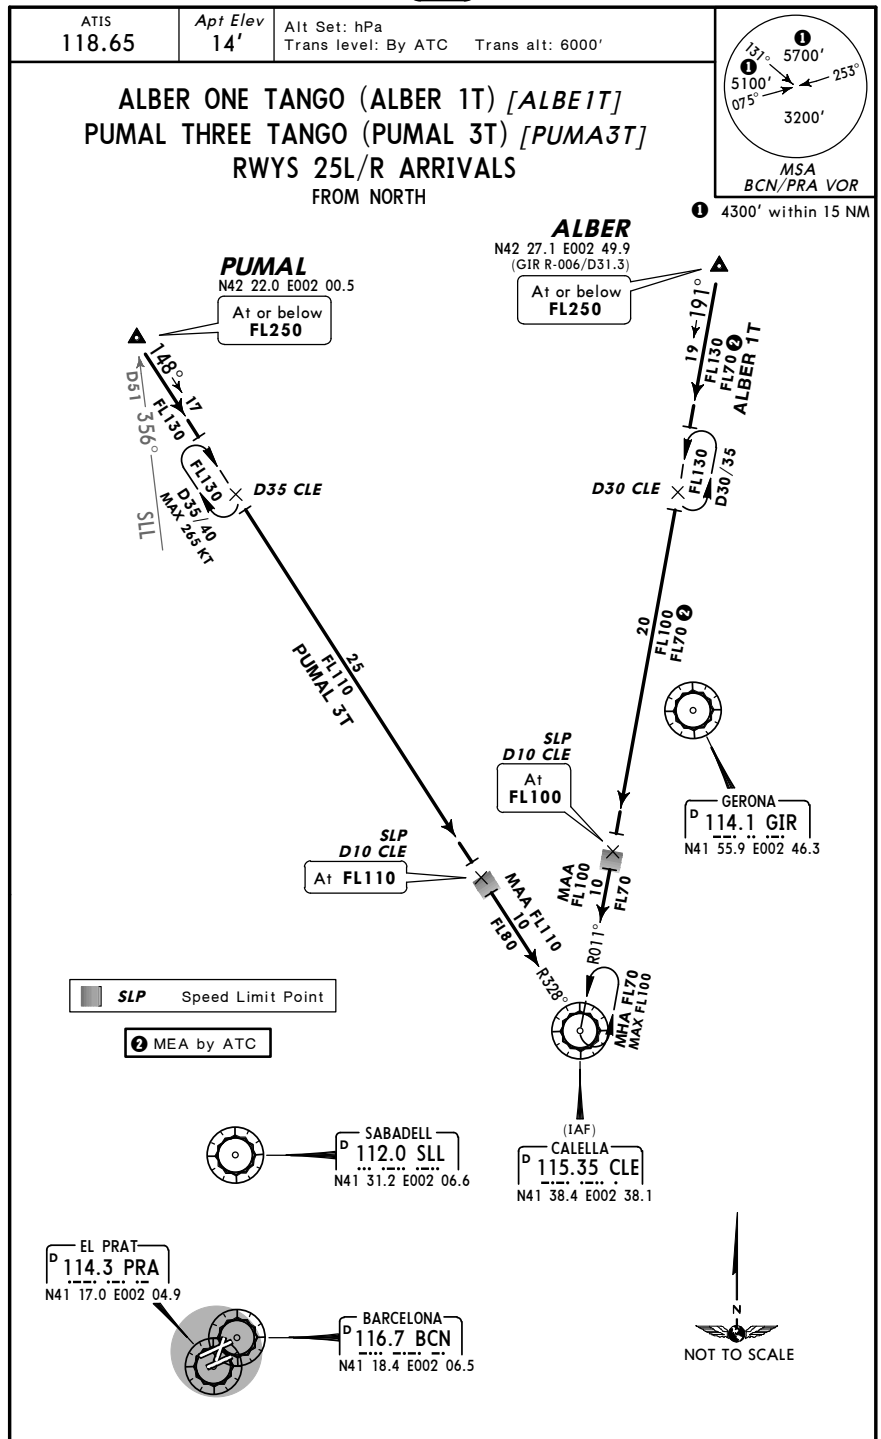 ATIS
118.65
Apt Elev
14'
Alt Set: hPa
Trans level: By ATC Trans alt: 6000'
ALBER ONE TANGO (ALBER 1T) [ALBE1T]
PUMAL THREE TANGO (PUMAL 3T) [PUMA3T]
RWYS 25L/R ARRIVALS
FROM NORTH
131°
1
5700'
1
5100'
253°
075°
3200'
MSA
BCN/PRA VOR
1 4300' within 15 NM
PUMAL
N42 22.0 E002 00.5
At or below
FL250
ALBER
N42 27.1 E002 49.9
(GIR R-006/D31.3)
At or below
FL250
148°
17
FL130
D51 356° SLL
FL130
D35/40
MAX 265 KT
D35 CLE
191°
19
FL130
FL70 2
ALBER 1T
FL130
D30/35
D30 CLE
25
FL110
PUMAL 3T
20
FL100
FL70 2
SLP
D10 CLE
At
FL100
GERONA
D 114.1 GIR
N41 55.9 E002 46.3
SLP
D10 CLE
At FL110
MAA FL110
10
FL80
R328°
MAA
FL100
10
FL70
R011°
MHA FL70
MAX FL100
SLP Speed Limit Point
2 MEA by ATC
(IAF)
CALELLA
D 115.35 CLE
N41 38.4 E002 38.1
SABADELL
D 112.0 SLL
N41 31.2 E002 06.6
EL PRAT
D 114.3 PRA
N41 17.0 E002 04.9
BARCELONA
D 116.7 BCN
N41 18.4 E002 06.5
N
NOT TO SCALE